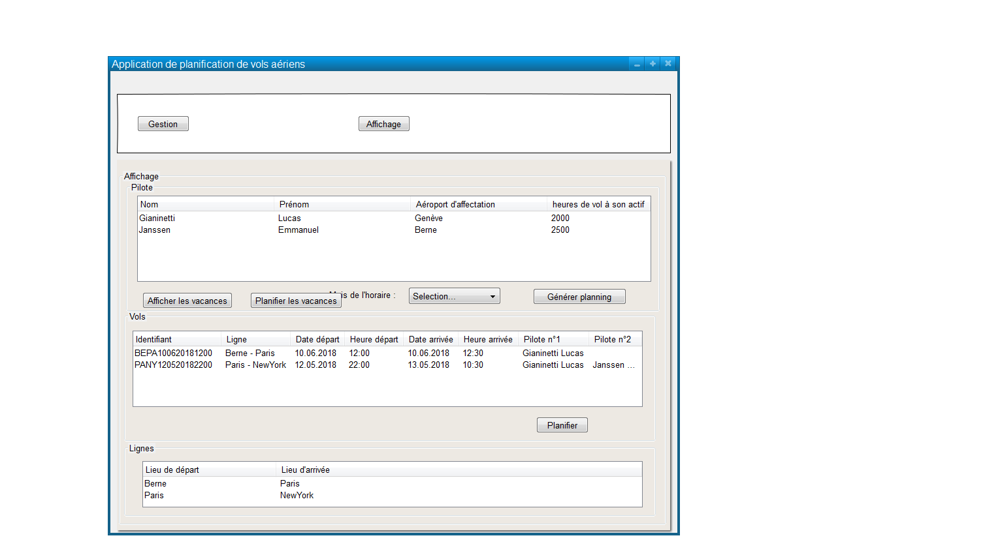 Application de planification de vols aériens
Gestion Affichage
Affichage
Pilote
Nom Prénom Aéroport d'affectation heures de vol à son actif
Gianinetti Lucas Genève 2000
Janssen Emmanuel Berne 2500
Afficher les vacances Planifier les vacances de l'horaire : Selection... Générer planning
Vols
Identifiant Ligne Date départ Heure départ Date arrivée Heure arrivée Pilote n°1 Pilote n°2
BEPA100620181200 Berne - Paris 10.06.2018 12:00 10.06.2018 12:30 Gianinetti Lucas
PANY120520182200 Paris - NewYork 12.05.2018 22:00 13.05.2018 10:30 Gianinetti Lucas Janssen ...
Planifier
Lignes
Lieu de départ Lieu d'arrivée
Berne Paris
Paris NewYork